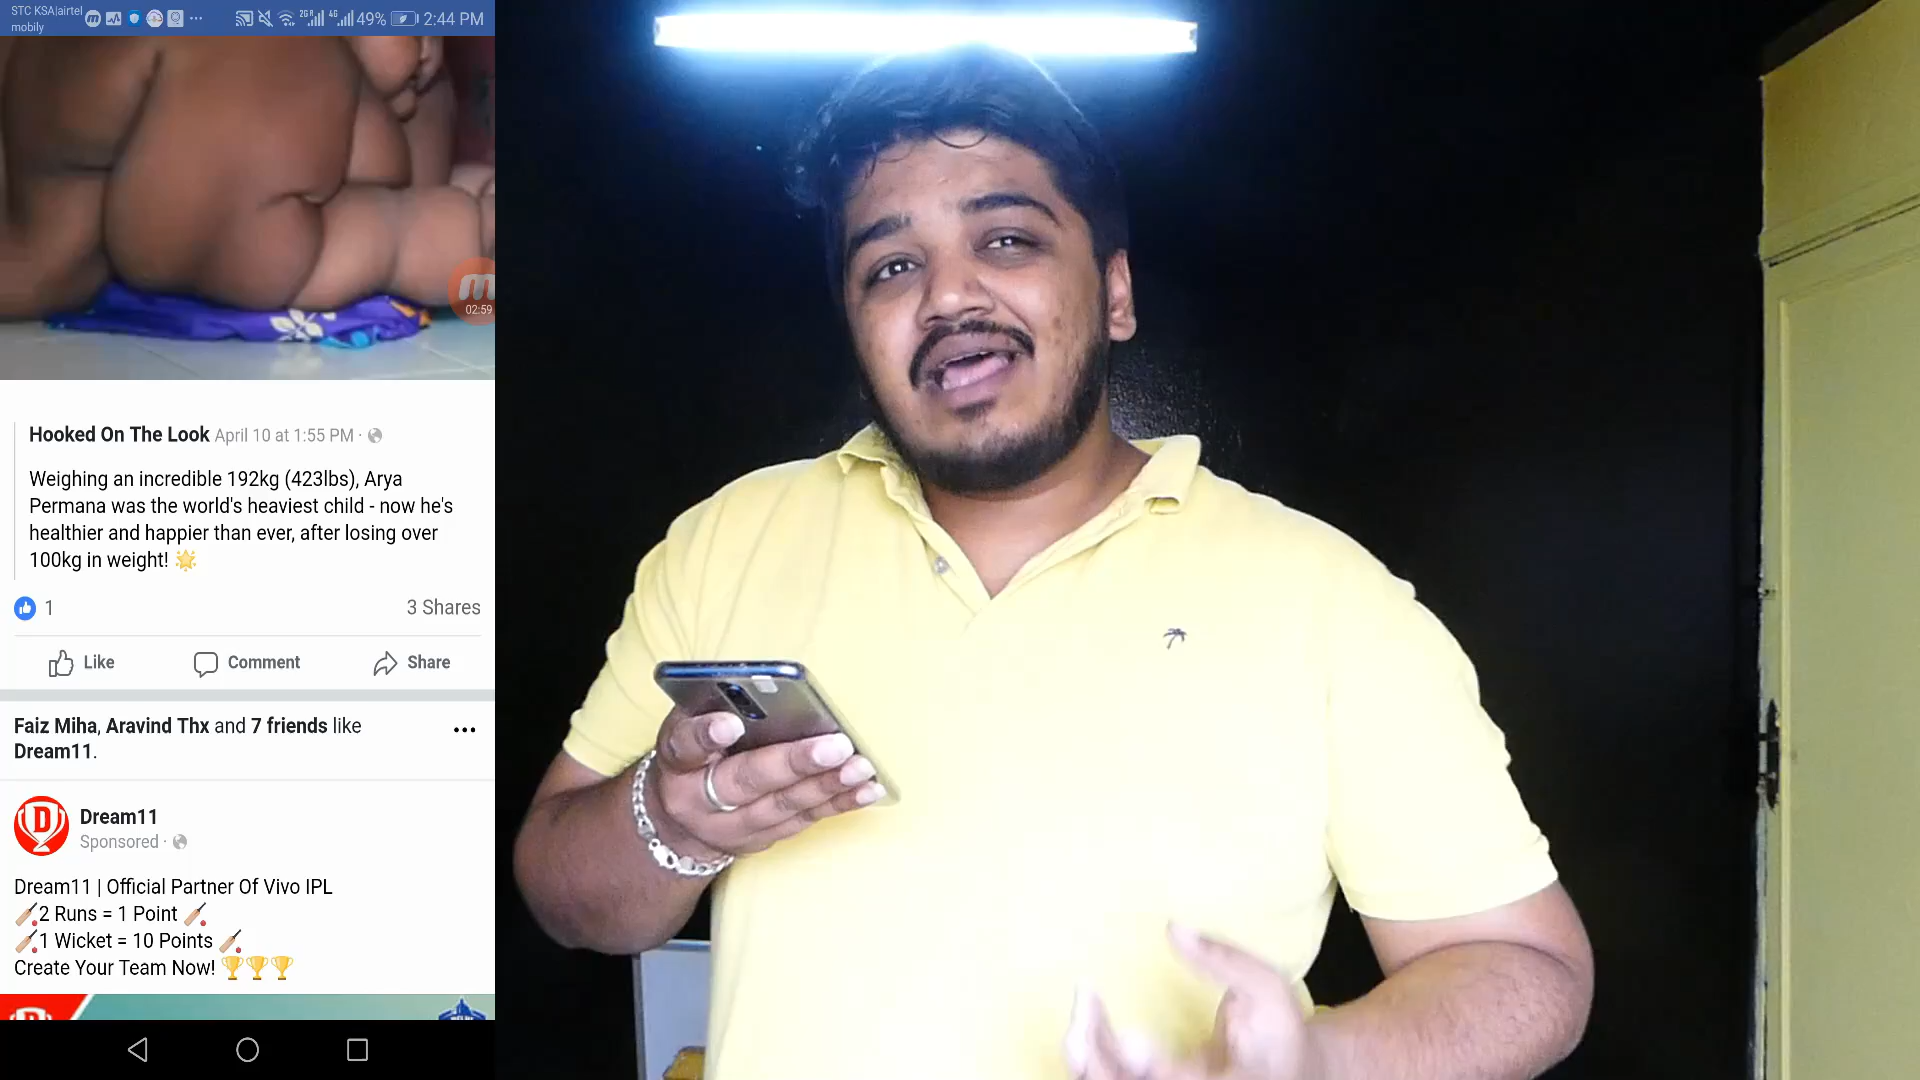 STC KSA|airtel
mobily
2G R
4G
49%
2:44 PM
02:59
Hooked On The Look April 10 at 1:55 PM ·
Weighing an incredible 192kg (423lbs), Arya
Permana was the world's heaviest child - now he's
healthier and happier than ever, after losing over
100kg in weight!
1
3 Shares
Like
Comment
Share
Faiz Miha, Aravind Thx and 7 friends like
Dream11.
D
Dream11
Sponsored ·
Dream11 | Official Partner Of Vivo IPL
2 Runs = 1 Point
1 Wicket = 10 Points
Create Your Team Now!